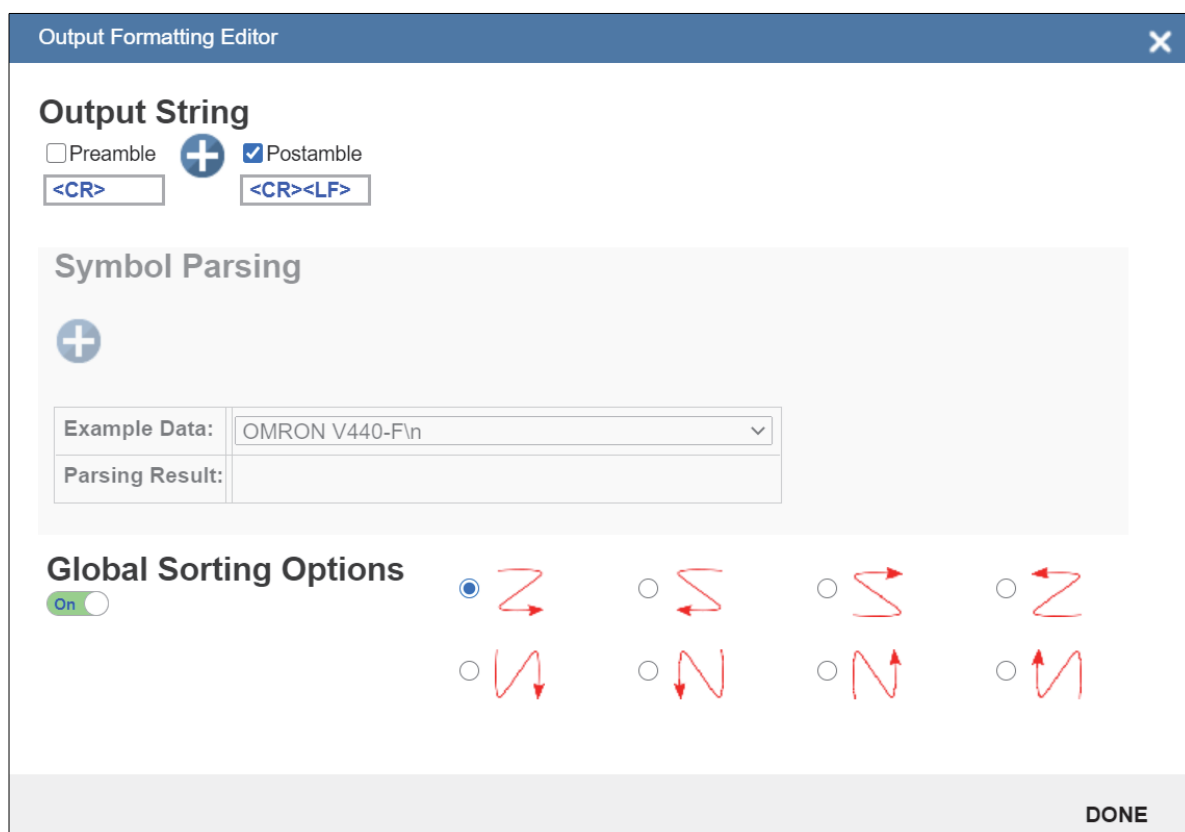 Output Formatting Editor
Output String
Preamble Postamble
<CR> <CR><LF>
Symbol Parsing
Example Data: OMRON V440-F\n
Parsing Result:
Global Sorting Options
On
DONE